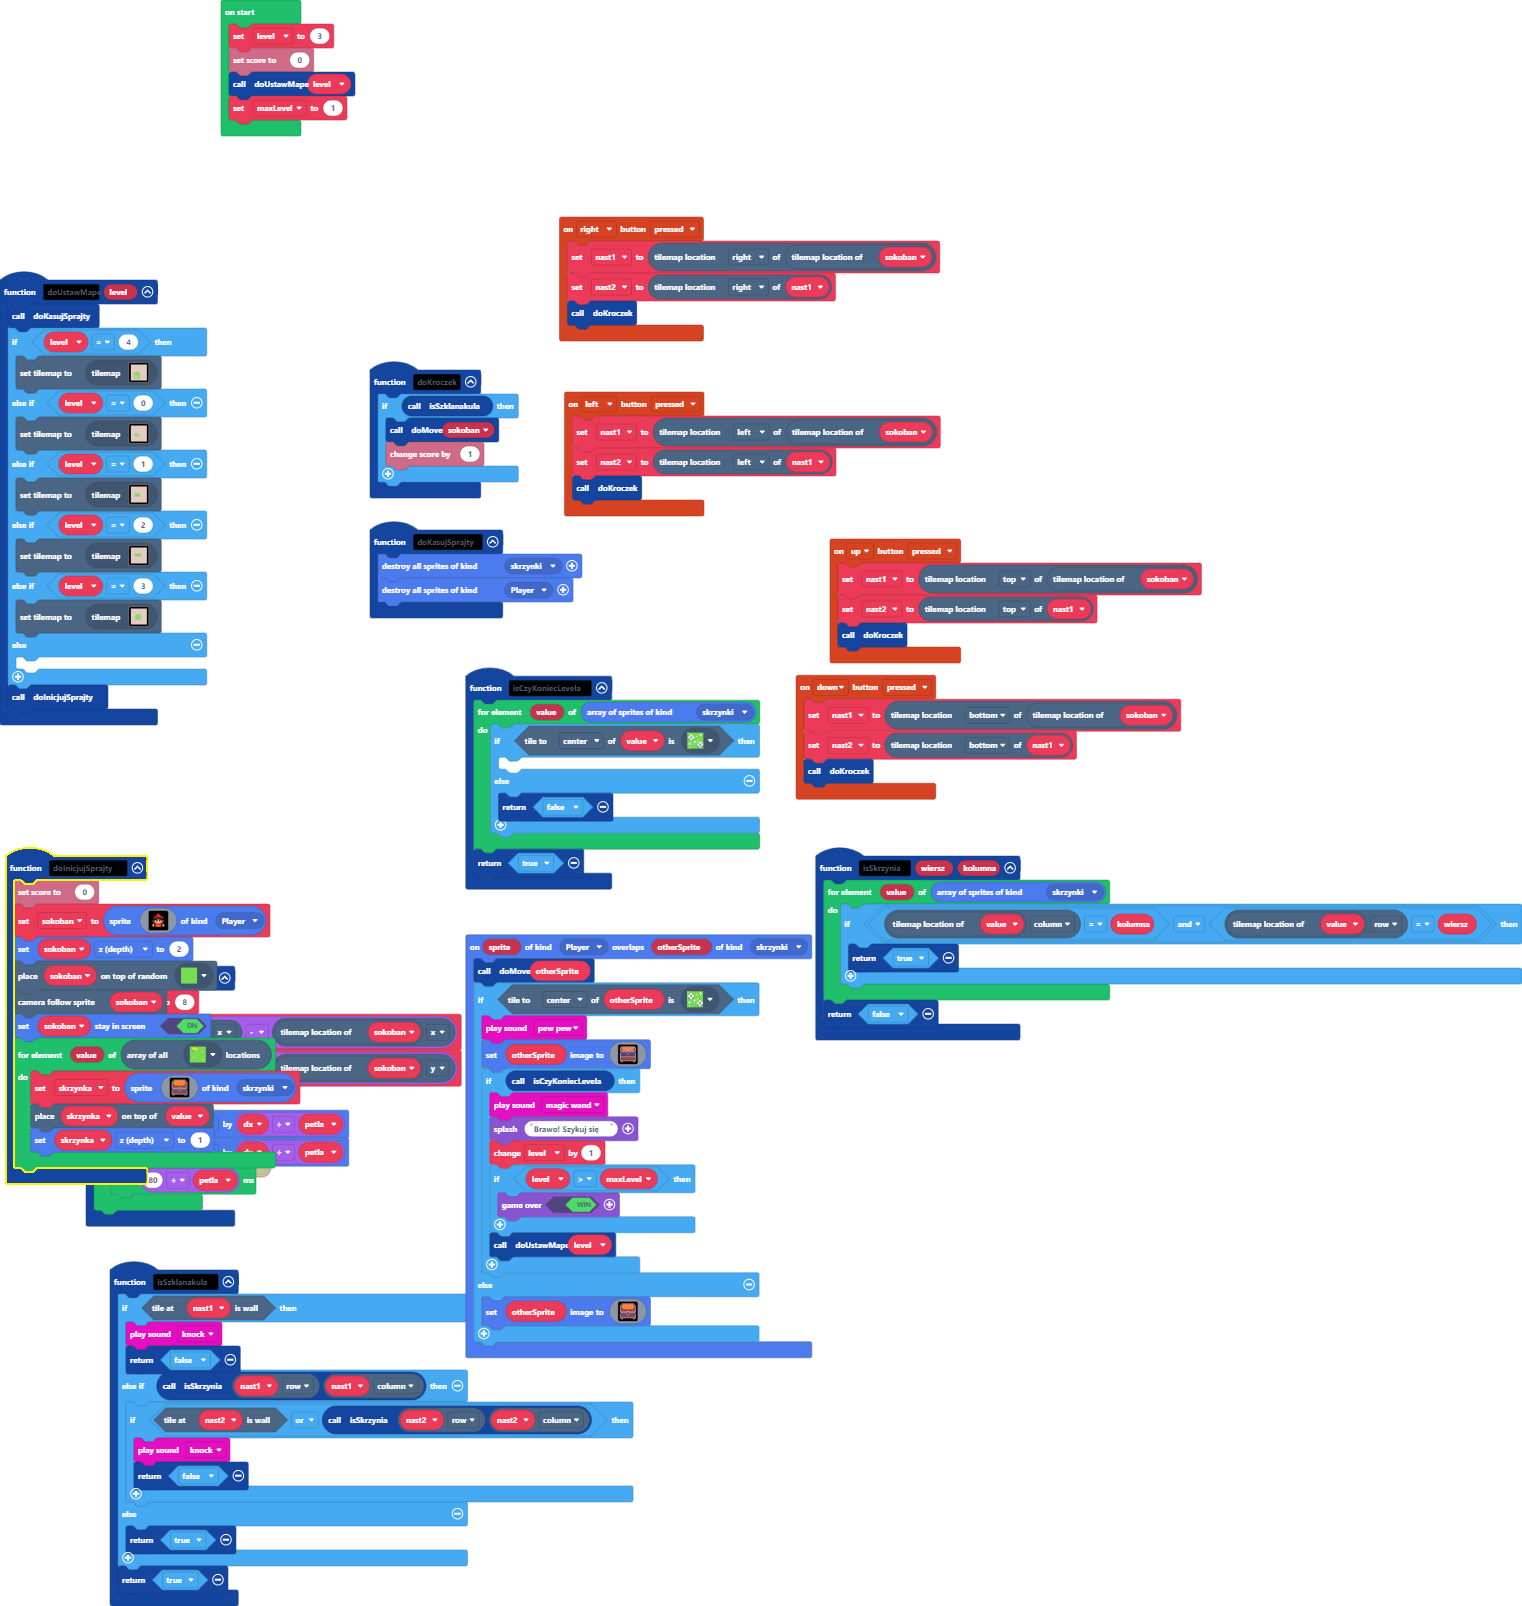 on start
set level to 3
set score to 0
call doUstawMape level
set maxLevel to 1
on right button pressed
set nast1 to tilemap location right of tilemap location of sokoban
set nast2 to tilemap location right of nast1
call doKroczek
function doUstawMape level
call doKasujSprajty
if level = 4 then
set tilemap to tilemap
else if level = 0 then
set tilemap to tilemap
else if level = 1 then
set tilemap to tilemap
else if level = 2 then
set tilemap to tilemap
else if level = 3 then
set tilemap to tilemap
else
call doInicjujSprajty
function doKroczek
if call isSzklanakula then
call doMove sokoban
change score by 1
on left button pressed
set nast1 to tilemap location left of tilemap location of sokoban
set nast2 to tilemap location left of nast1
call doKroczek
function doKasujSprajty
destroy all sprites of kind skrzynki
destroy all sprites of kind Player
on up button pressed
set nast1 to tilemap location top of tilemap location of sokoban
set nast2 to tilemap location top of nast1
call doKroczek
function isCzyKoniecLevela
for element value of array of sprites of kind skrzynki
do
if tile to center of value is then
else
return false
return true
on down button pressed
set nast1 to tilemap location bottom of tilemap location of sokoban
set nast2 to tilemap location bottom of nast1
call doKroczek
function doInicjujSprajty
set score to 0
set sokoban to sprite of kind Player
set sokoban z (depth) to 2
place sokoban on top of random
camera follow sprite sokoban 8
set sokoban stay in screen ON x - tilemap location of sokoban x
for element value of array of all locations tilemap location of sokoban y
do
set skrzynka to sprite of kind skrzynki
place skrzynka on top of value by dx ÷ petla
set skrzynka z (depth) to 1 ÷ petla
80 ÷ petla ms
function isSkrzynia wiersz kolumna
for element value of array of sprites of kind skrzynki
do
if tilemap location of value column = kolumna and tilemap location of value row = wiersz then
return true
return false
on sprite of kind Player overlaps otherSprite of kind skrzynki
call doMove otherSprite
if tile to center of otherSprite is then
play sound pew pew
set otherSprite image to
if call isCzyKoniecLevela then
play sound magic wand
splash "Brawo! Szykuj się "
change level by 1
if level > maxLevel then
game over WIN
call doUstawMape level
else
set otherSprite image to
function isSzklanakula
if tile at nast1 is wall then
play sound knock
return false
else if call isSkrzynia nast1 row nast1 column then
if tile at nast2 is wall or call isSkrzynia nast2 row nast2 column then
play sound knock
return false
else
return true
return true